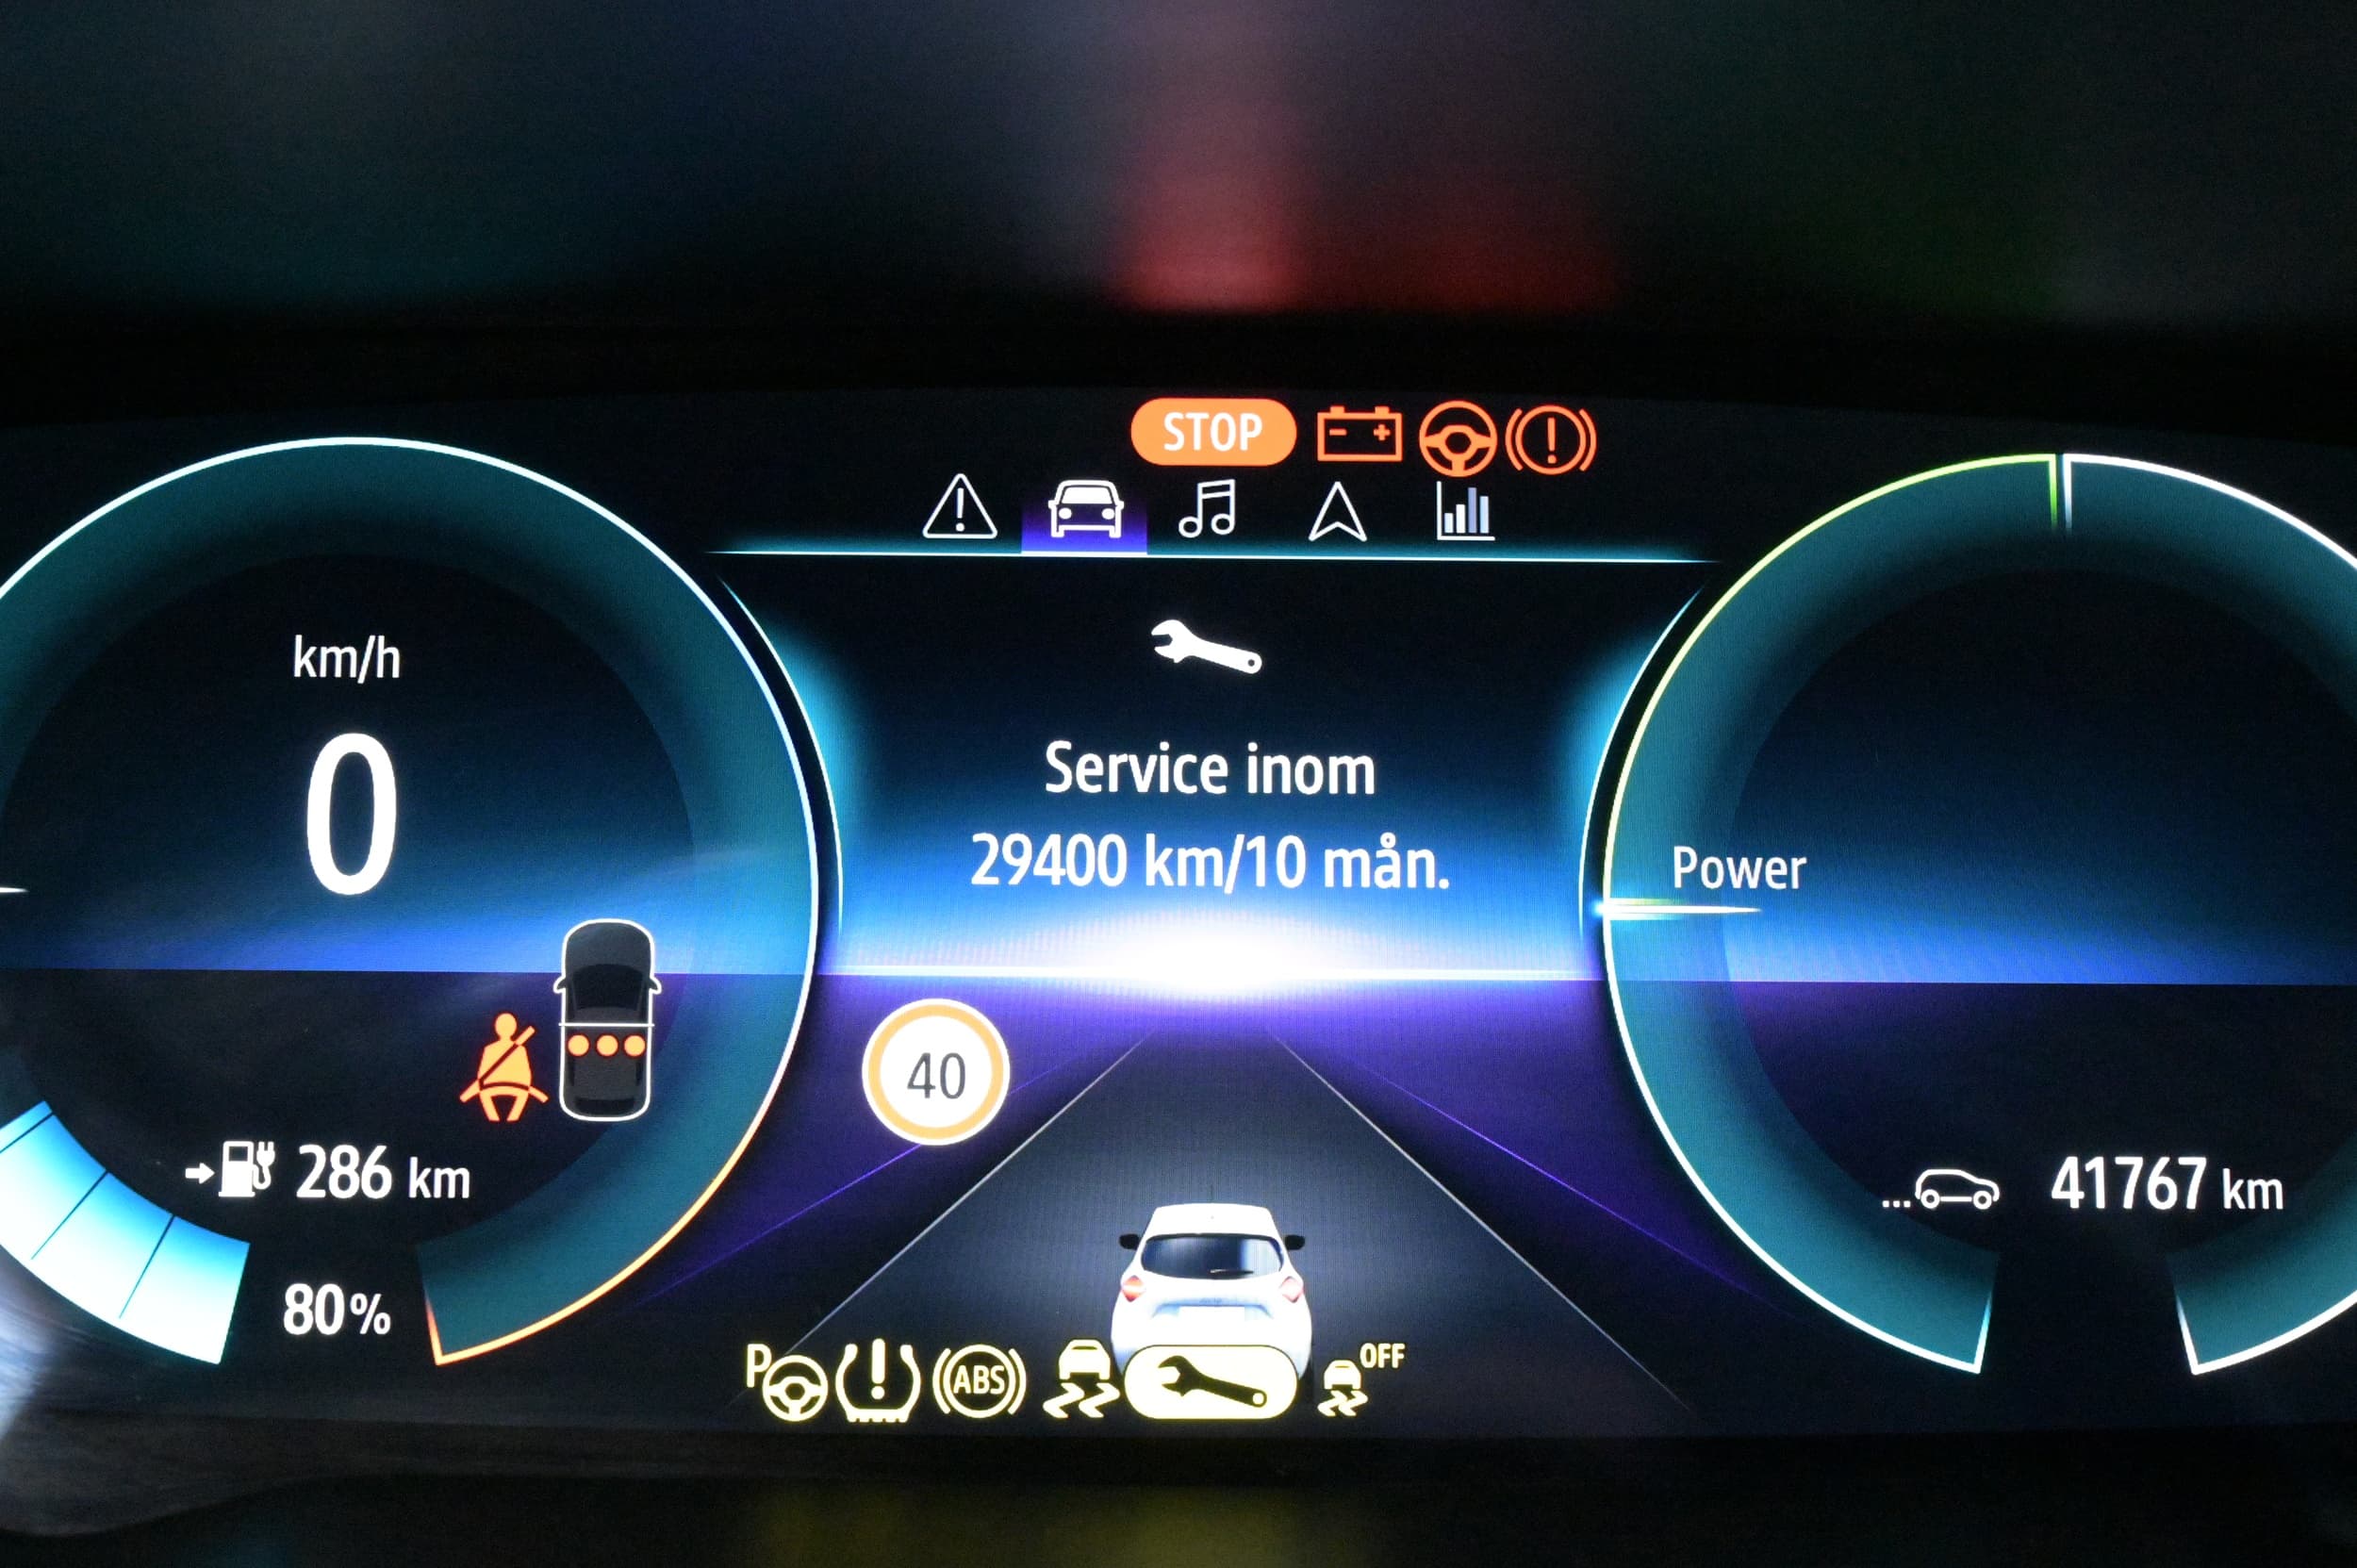 STOP
km/h
0
Service inom
29400 km/10 mån.
Power
40
286 km
41767 km
80%
P
ABS
OFF